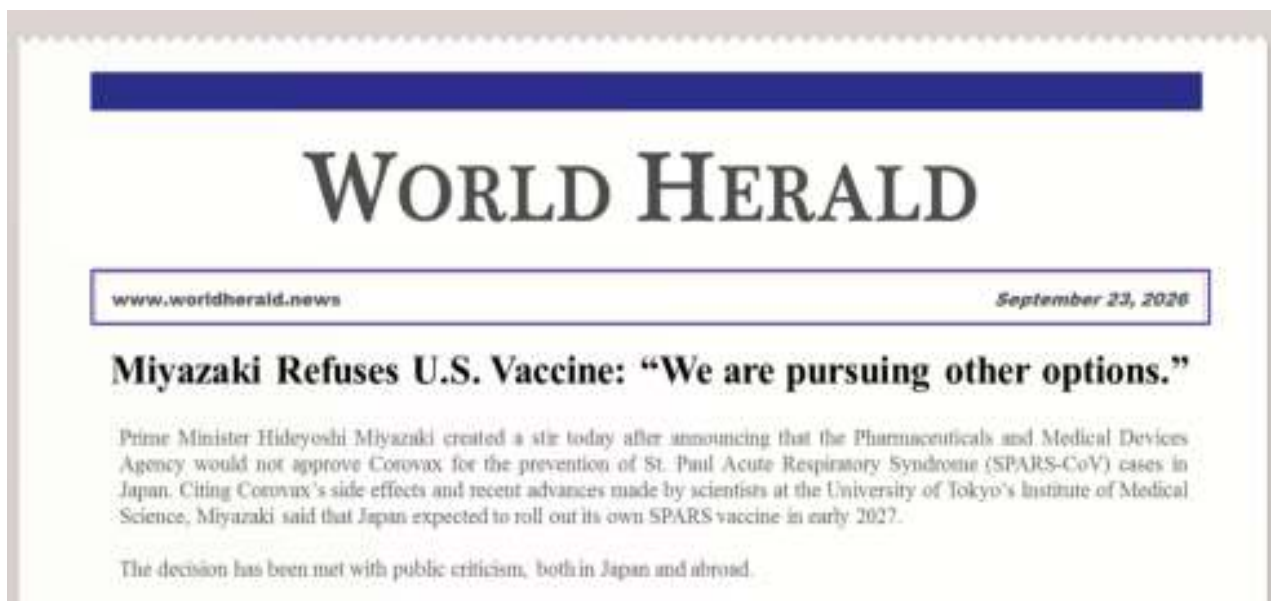 WORLD HERALD
www.worldherald.news
September 23, 2026
Miyazaki Refuses U.S. Vaccine: “We are pursuing other options.”
Prime Minister Hideyoshi Miyazaki created a stir today after announcing that the Pharmaceuticals and Medical Devices
Agency would not approve Corovax for the prevention of St. Paul Acute Respiratory Syndrome (SPARS-CoV) cases in
Japan. Citing Corovax’s side effects and recent advances made by scientists at the University of Tokyo’s Institute of Medical
Science, Miyazaki said that Japan expected to roll out its own SPARS vaccine in early 2027.
The decision has been met with public criticism, both in Japan and abroad.